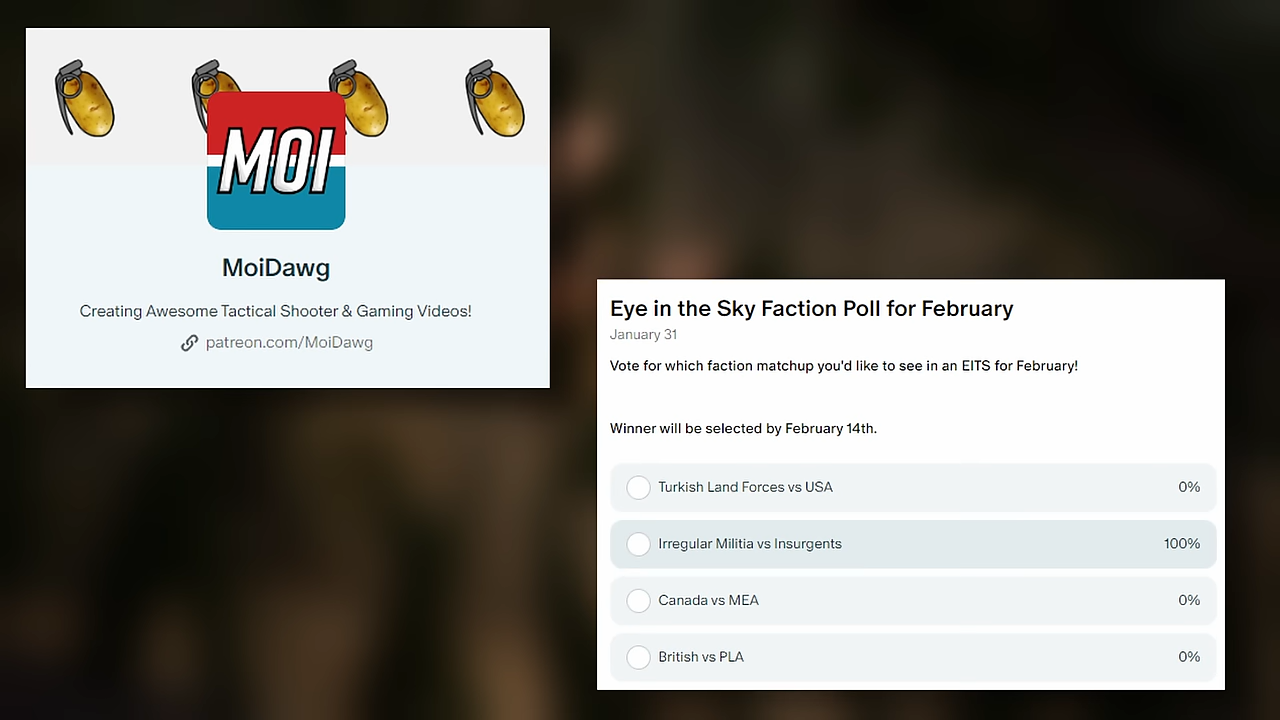 MOI
MoiDawg
Creating Awesome Tactical Shooter & Gaming Videos!
patreon.com/MoiDawg
Eye in the Sky Faction Poll for February
January 31
Vote for which faction matchup you'd like to see in an EITS for February!
Winner will be selected by February 14th.
Turkish Land Forces vs USA 0%
Irregular Militia vs Insurgents 100%
Canada vs MEA 0%
British vs PLA 0%